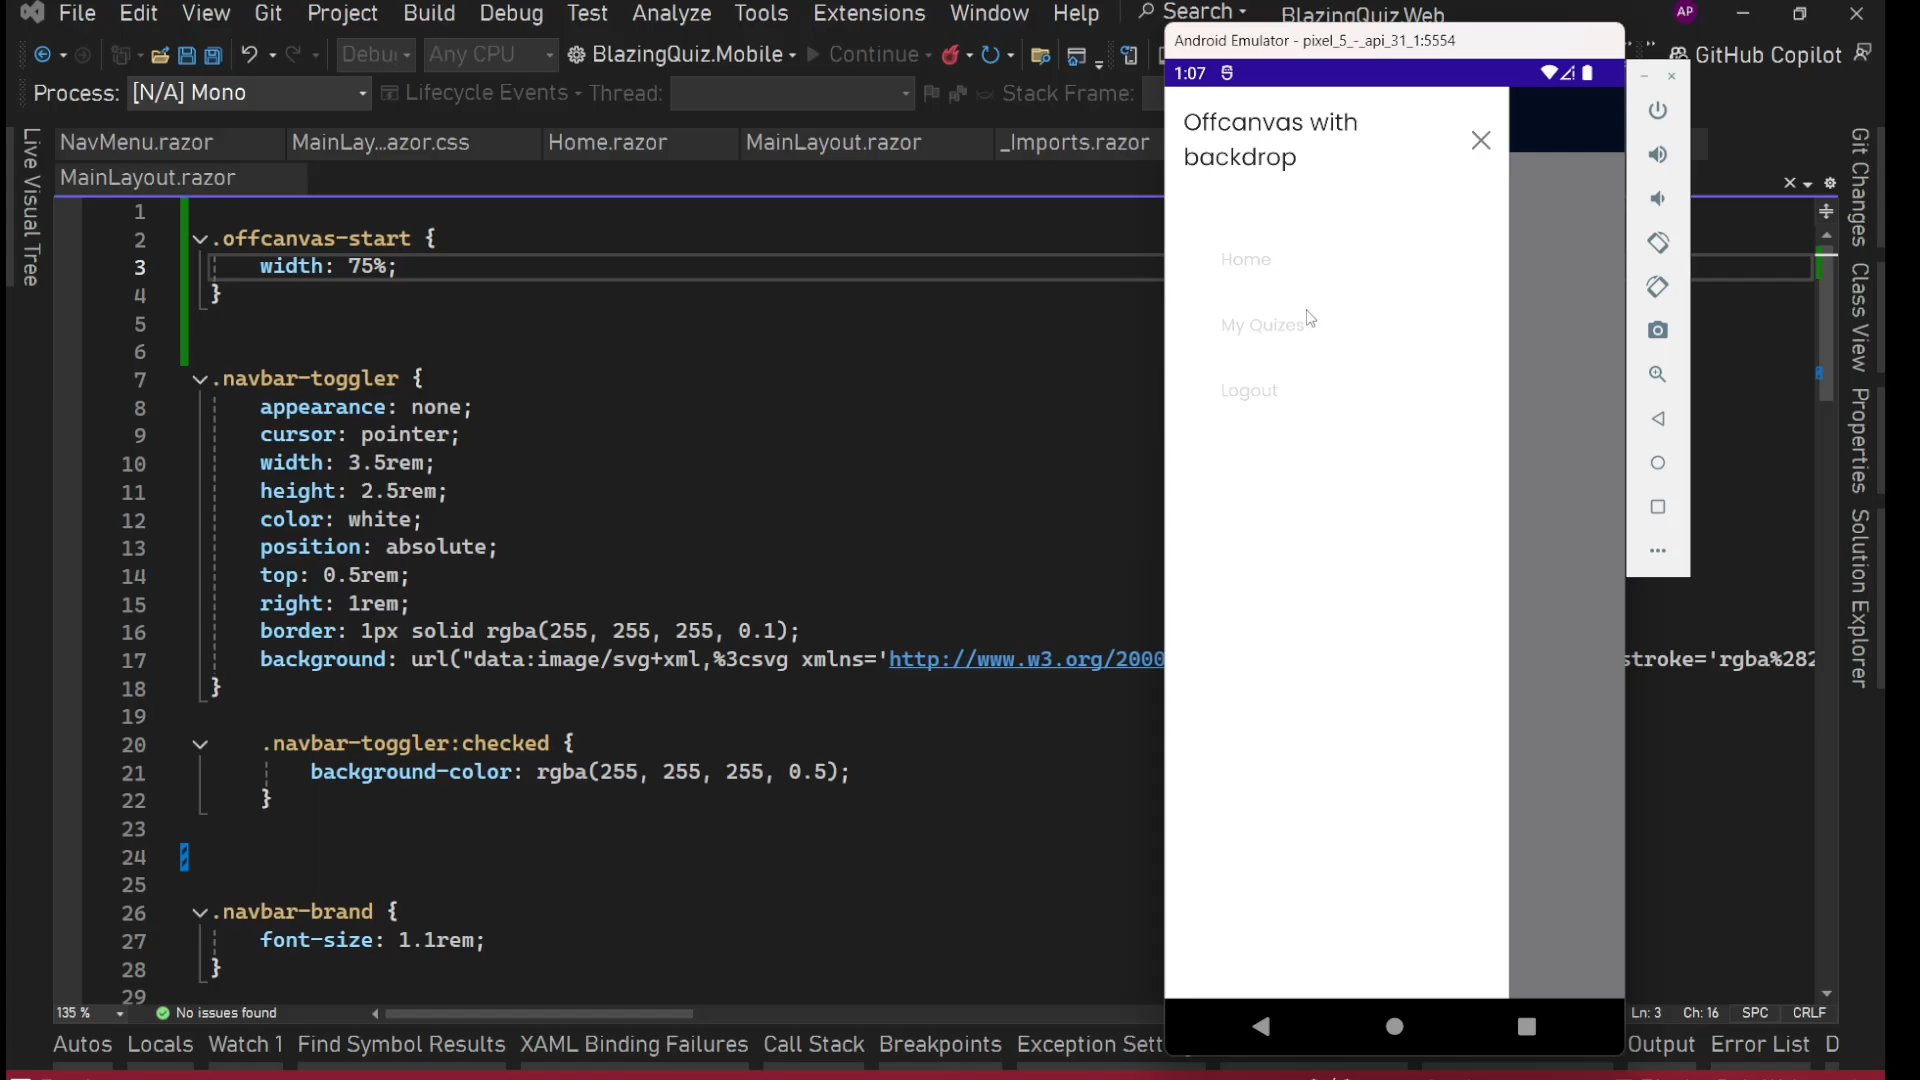 File Edit View Git Project Build Debug Test Analyze Tools Extensions Window Help Search BlazingQuiz.Web AP
Debu Any CPU BlazingQuiz.Mobile Continue GitHub Copilot
Process: [N/A] Mono Lifecycle Events Thread: Stack Frame:
NavMenu.razor MainLay...azor.css Home.razor MainLayout.razor _Imports.razor
MainLayout.razor
Live Visual Tree
1
2 .offcanvas-start {
3 width: 75%;
4 }
5
6
7 .navbar-toggler {
8 appearance: none;
9 cursor: pointer;
10 width: 3.5rem;
11 height: 2.5rem;
12 color: white;
13 position: absolute;
14 top: 0.5rem;
15 right: 1rem;
16 border: 1px solid rgba(255, 255, 255, 0.1);
17 background: url("data:image/svg+xml,%3csvg xmlns='http://www.w3.org/2000 stroke='rgba%282
18 }
19
20 .navbar-toggler:checked {
21 background-color: rgba(255, 255, 255, 0.5);
22 }
23
24
25
26 .navbar-brand {
27 font-size: 1.1rem;
28 }
29
135 % No issues found Ln: 3 Ch: 16 SPC CRLF
Autos Locals Watch 1 Find Symbol Results XAML Binding Failures Call Stack Breakpoints Exception Sett Output Error List D
Android Emulator - pixel_5_-_api_31_1:5554
1:07
Offcanvas with
backdrop
Home
My Quizes
Logout
Git Changes
Class View
Properties
Solution Explorer